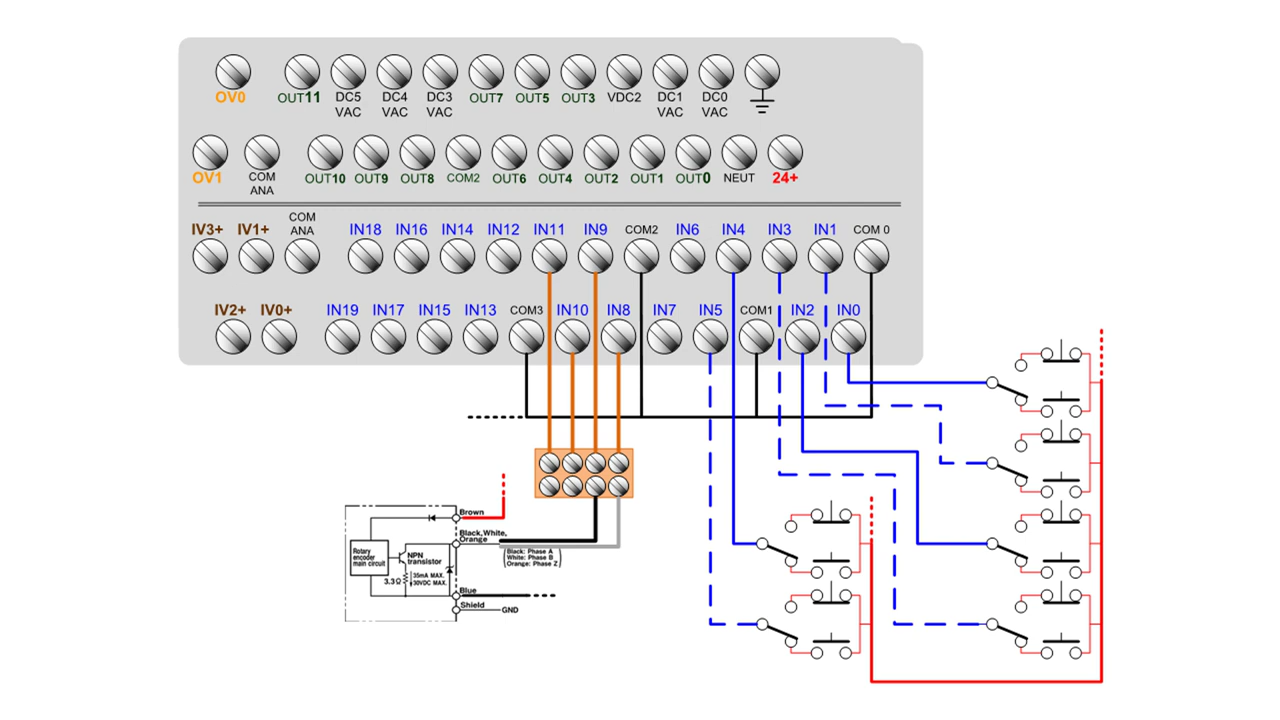 OV0
OUT11
DC5
VAC
DC4
VAC
DC3
VAC
OUT7
OUT5
OUT3
VDC2
DC1
VAC
DC0
VAC
OV1
COM
ANA
OUT10
OUT9
OUT8
COM2
OUT6
OUT4
OUT2
OUT1
OUT0
NEUT
24+
IV3+
IV1+
COM
ANA
IN18
IN16
IN14
IN12
IN11
IN9
COM2
IN6
IN4
IN3
IN1
COM 0
IV2+
IV0+
IN19
IN17
IN15
IN13
COM3
IN10
IN8
IN7
IN5
COM1
IN2
IN0
Brown
Black,White,
Orange
Rotary
encoder
main circuit
NPN
transistor
3.3Ω
35mA MAX.
30VDC MAX.
Black: Phase A
White: Phase B
Orange: Phase Z
Blue
Shield
GND